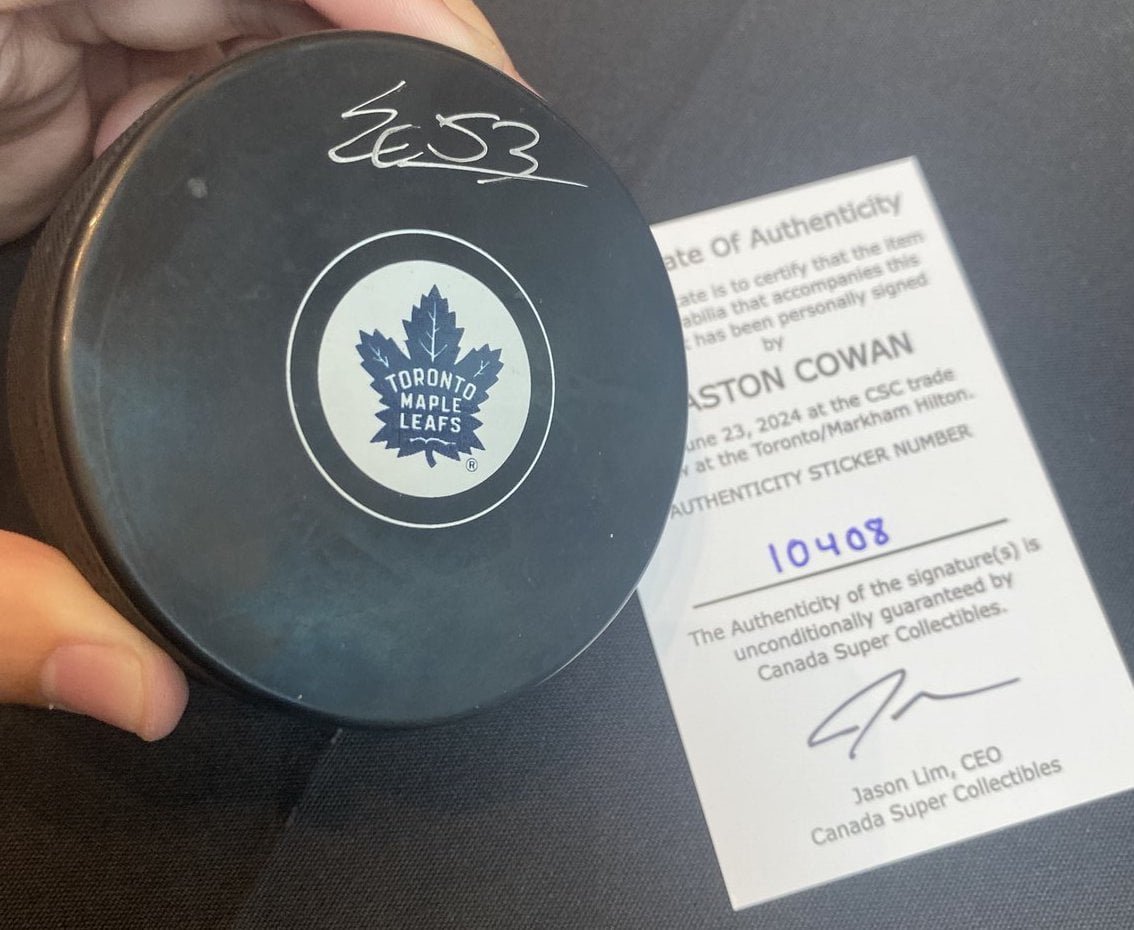 53
TORONTO
MAPLE
LEAFS
®
ate Of Authenticity
ate is to certify that the item
abilia that accompanies this
has been personally signed
by
ASTON COWAN
une 23, 2024 at the CSC trade
at the Toronto/Markham Hilton.
AUTHENTICITY STICKER NUMBER
10408
The Authenticity of the signature(s) is
unconditionally guaranteed by
Canada Super Collectibles.
Jason Lim, CEO
Canada Super Collectibles